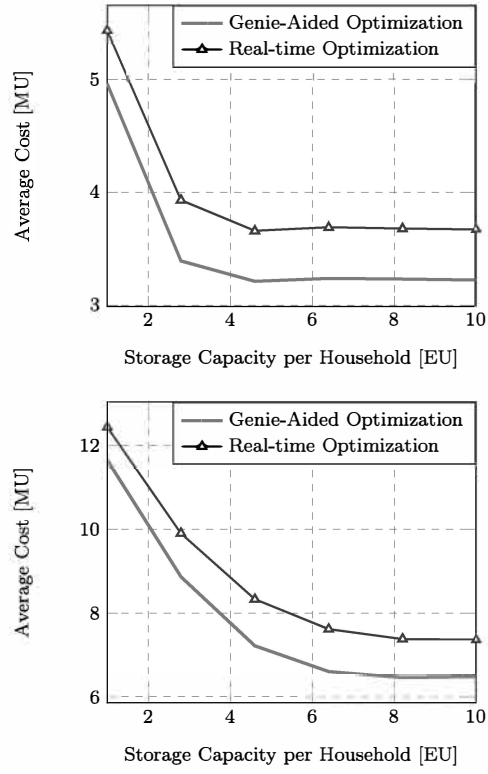 Genie-Aided Optimization
Real-time Optimization
Average Cost [MU]
5
4
3
2
4
6
8
10
Storage Capacity per Household [EU]
Genie-Aided Optimization
Real-time Optimization
Average Cost [MU]
12
10
8
6
2
4
6
8
10
Storage Capacity per Household [EU]